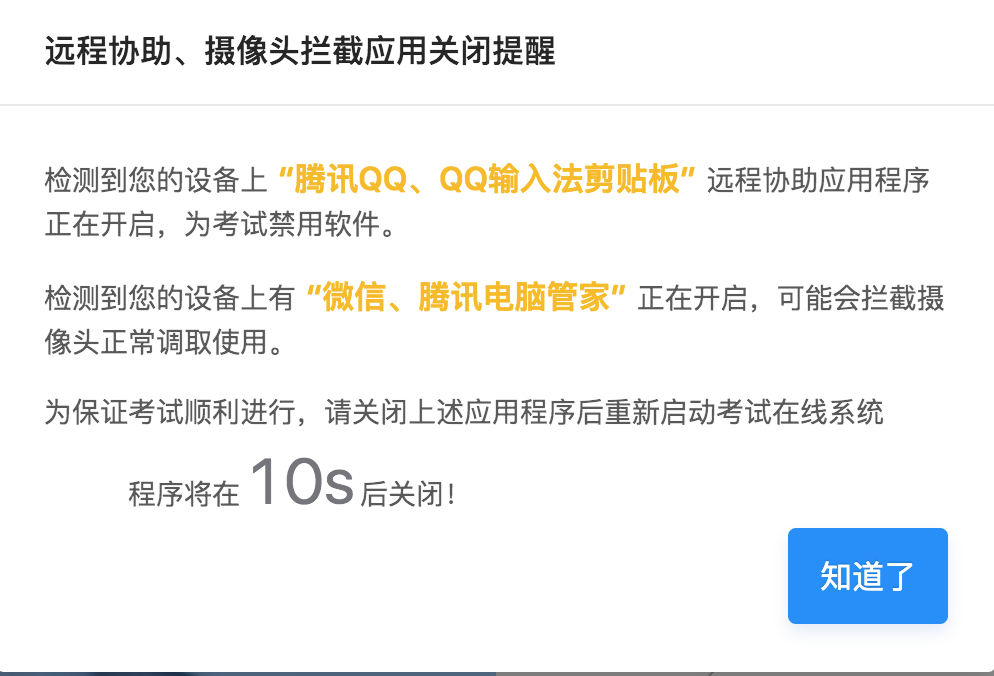 远程协助、摄像头拦截应用关闭提醒
检测到您的设备上 “腾讯QQ、QQ输入法剪贴板” 远程协助应用程序
正在开启，为考试禁用软件。
检测到您的设备上有 “微信、腾讯电脑管家” 正在开启，可能会拦截摄
像头正常调取使用。
为保证考试顺利进行，请关闭上述应用程序后重新启动考试在线系统
程序将在 10s 后关闭！
知道了